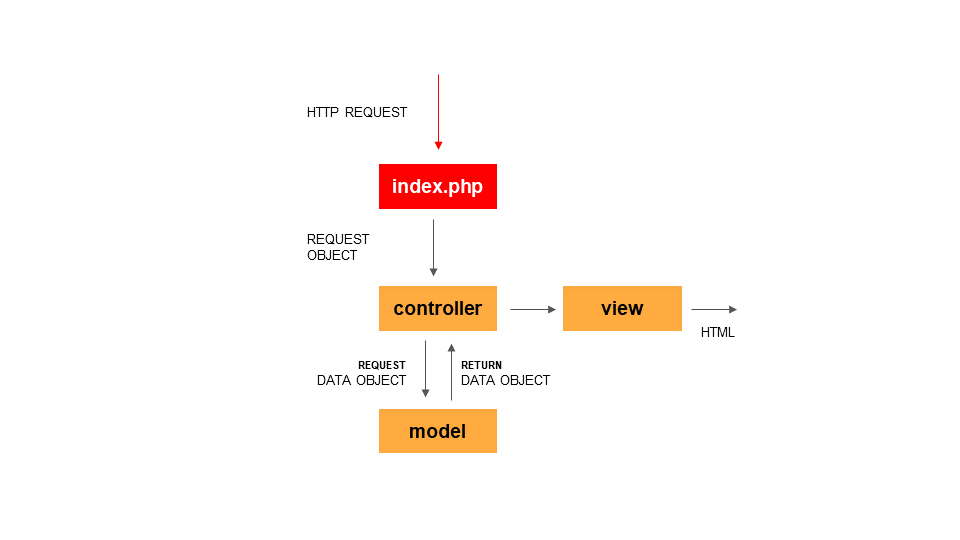 HTTP REQUEST
index.php
REQUEST
OBJECT
controller
view
HTML
REQUEST
DATA OBJECT
RETURN
DATA OBJECT
model